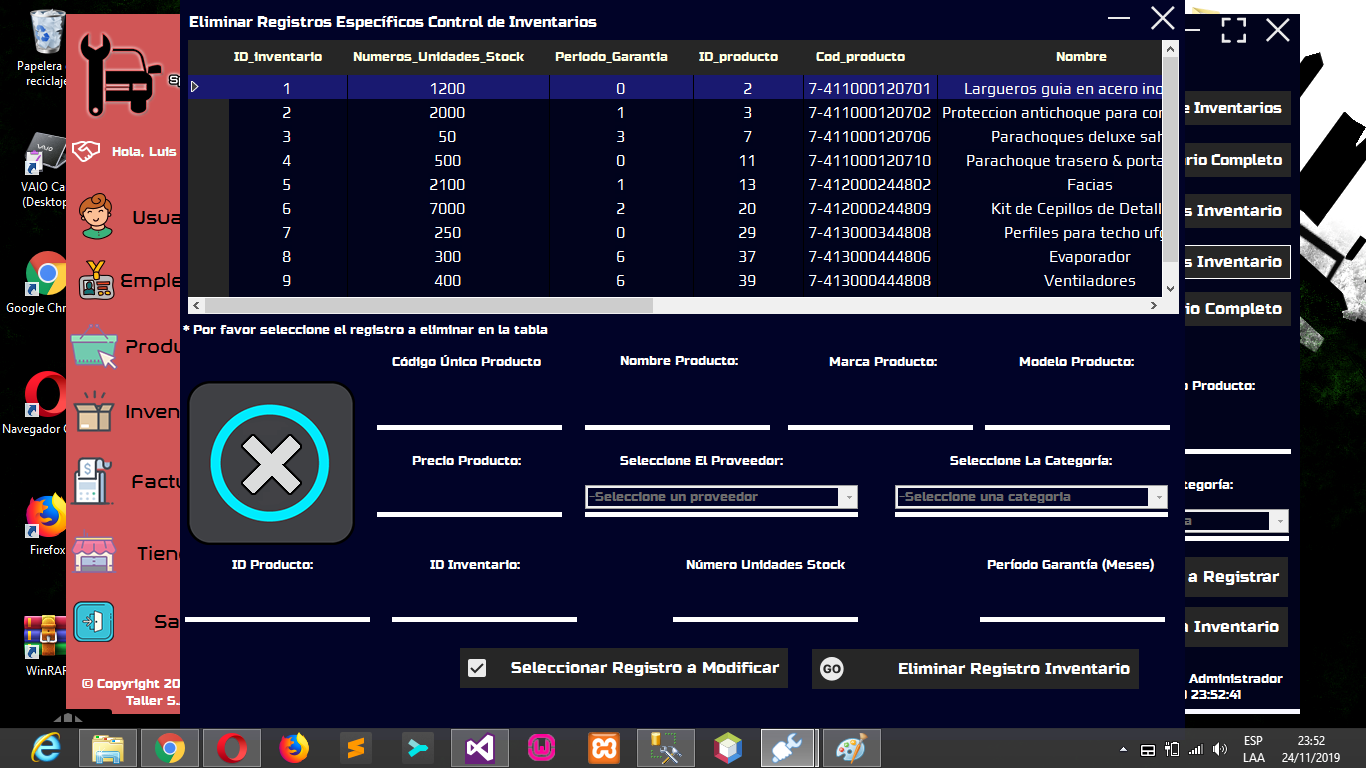 Eliminar Registros Específicos Control de Inventarios
ID_Inventario Numeros_Unidades_Stock Periodo_Garantia ID_producto Cod_producto Nombre
1 1200 0 2 7-411000120701 Largueros guia en acero ino
2 2000 1 3 7-411000120702 Proteccion antichoque para cor
3 50 3 7 7-411000120706 Parachoques deluxe sah
4 500 0 11 7-411000120710 Parachoque trasero & porta
5 2100 1 13 7-412000244802 Facias
6 7000 2 20 7-412000244809 Kit de Cepillos de Detall
7 250 0 29 7-413000344808 Perfiles para techo ufg
8 300 6 37 7-413000444806 Evaporador
9 400 6 39 7-413000444808 Ventiladores
* Por favor seleccione el registro a eliminar en la tabla
Código Único Producto Nombre Producto: Marca Producto: Modelo Producto:
Precio Producto: Seleccione El Proveedor: Seleccione La Categoría:
-Seleccione un proveedor -Seleccione una categoria
ID Producto: ID Inventario: Número Unidades Stock Período Garantía (Meses)
Seleccionar Registro a Modificar
GO Eliminar Registro Inventario
Papelera
reciclaje
VAIO Ca
(Desktop
Google Chr
Navegador
Firefox
WinRAR
Hola, Luis
Usua
Emple
Produ
Inven
Factu
Tien
Sa
© Copyright 20
Taller S.
e Inventarios
ario Completo
s Inventario
s Inventario
io Completo
o Producto:
tegoría:
a
a Registrar
n Inventario
Administrador
23:52:41
ESP
LAA
23:52
24/11/2019